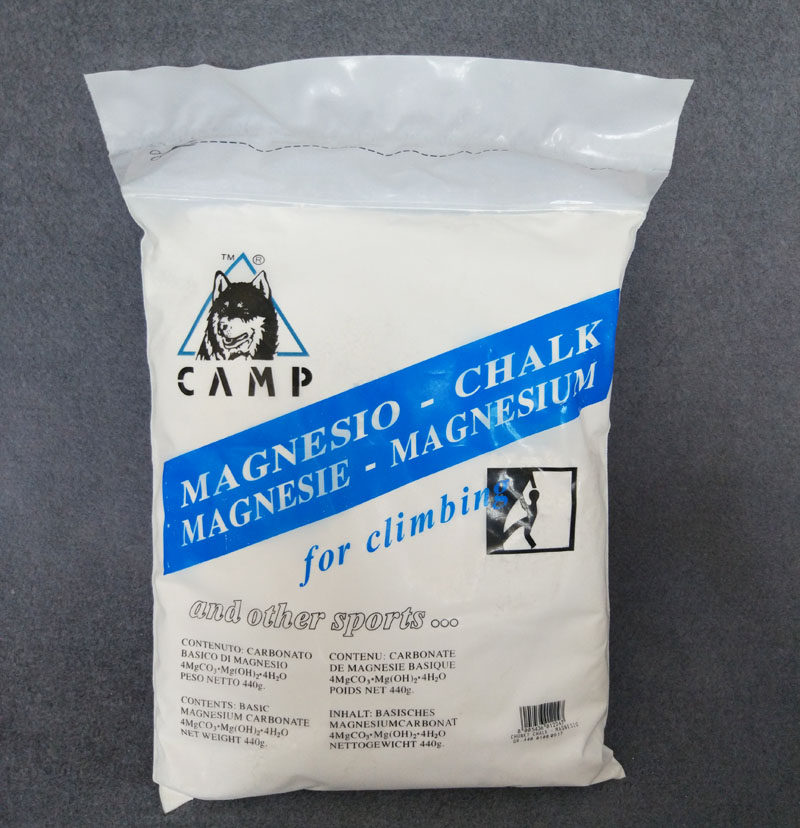 TM ®
CAMP
MAGNESIO - CHALK
MAGNESIE - MAGNESIUM
for climbing
and other sports ...
CONTENUTO: CARBONATO
BASICO DI MAGNESIO
4MgCO₃•Mg(OH)₂•4H₂O
PESO NETTO 440g.
CONTENU: CARBONATE
DE MAGNESIE BASIQUE
4MgCO₃•Mg(OH)₂•4H₂O
POIDS NET 440g.
CONTENTS: BASIC
MAGNESIUM CARBONATE
4MgCO₃•Mg(OH)₂•4H₂O
NET WEIGHT 440g.
INHALT: BASISCHES
MAGNESIUMCARBONAT
4MgCO₃•Mg(OH)₂•4H₂O
NETTOGEWICHT 440g.
CHUNKY CHALK - MAGNESIO